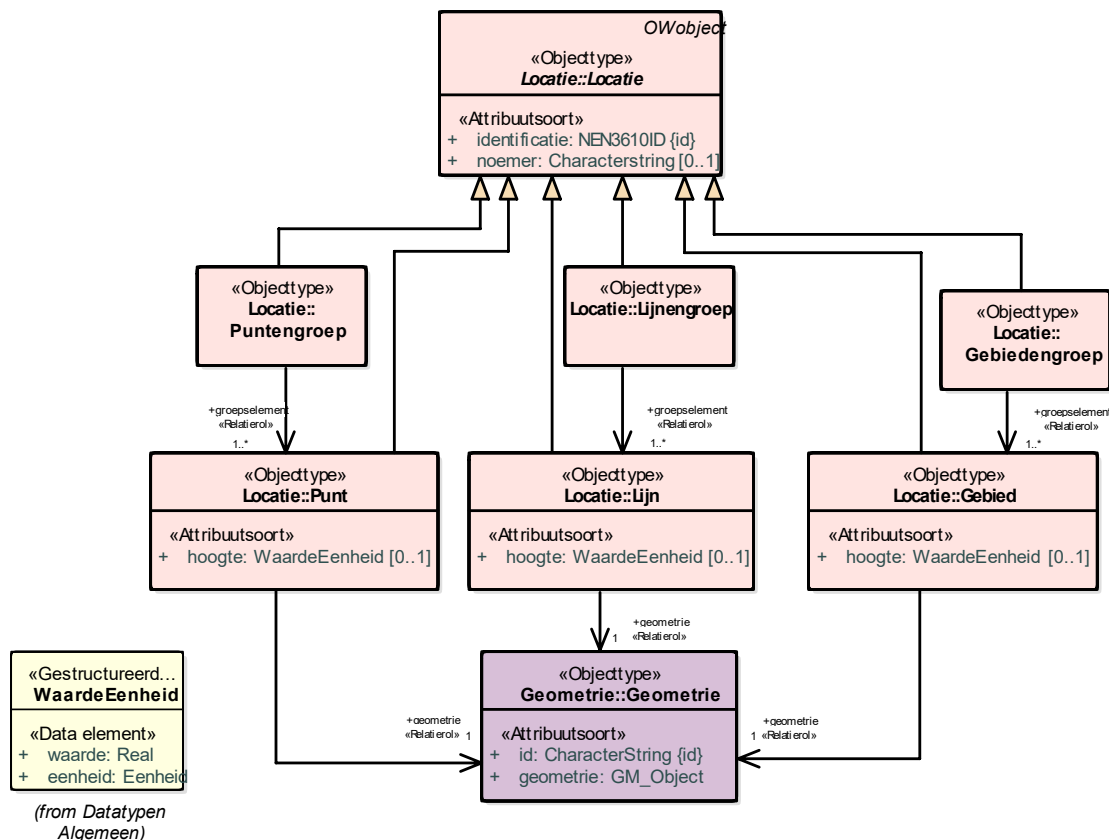 OWobject
«Objecttype»
Locatie::Locatie
«Attribuutsoort»
+ identificatie: NEN3610ID {id}
+ noemer: Characterstring [0..1]
«Objecttype»
Locatie::
Puntengroep
«Objecttype»
Locatie::Lijnengroep
«Objecttype»
Locatie::
Gebiedengroep
+groepselement
«Relatierol»
1..*
+groepselement
«Relatierol»
1..*
+groepselement
«Relatierol»
1..*
«Objecttype»
Locatie::Punt
«Attribuutsoort»
+ hoogte: WaardeEenheid [0..1]
«Objecttype»
Locatie::Lijn
«Attribuutsoort»
+ hoogte: WaardeEenheid [0..1]
«Objecttype»
Locatie::Gebied
«Attribuutsoort»
+ hoogte: WaardeEenheid [0..1]
+geometrie
1 «Relatierol»
«Gestructureerd...
WaardeEenheid
«Data element»
+ waarde: Real
+ eenheid: Eenheid
(from Datatypen
Algemeen)
+geometrie
«Relatierol» 1
«Objecttype»
Geometrie::Geometrie
«Attribuutsoort»
+ id: CharacterString {id}
+ geometrie: GM_Object
+geometrie
1 «Relatierol»